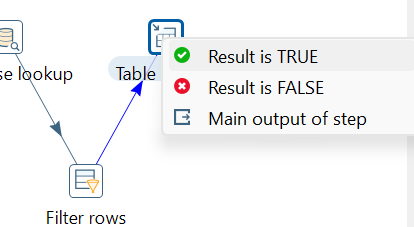 se lookup
Table
Result is TRUE
Result is FALSE
Main output of step
Filter rows